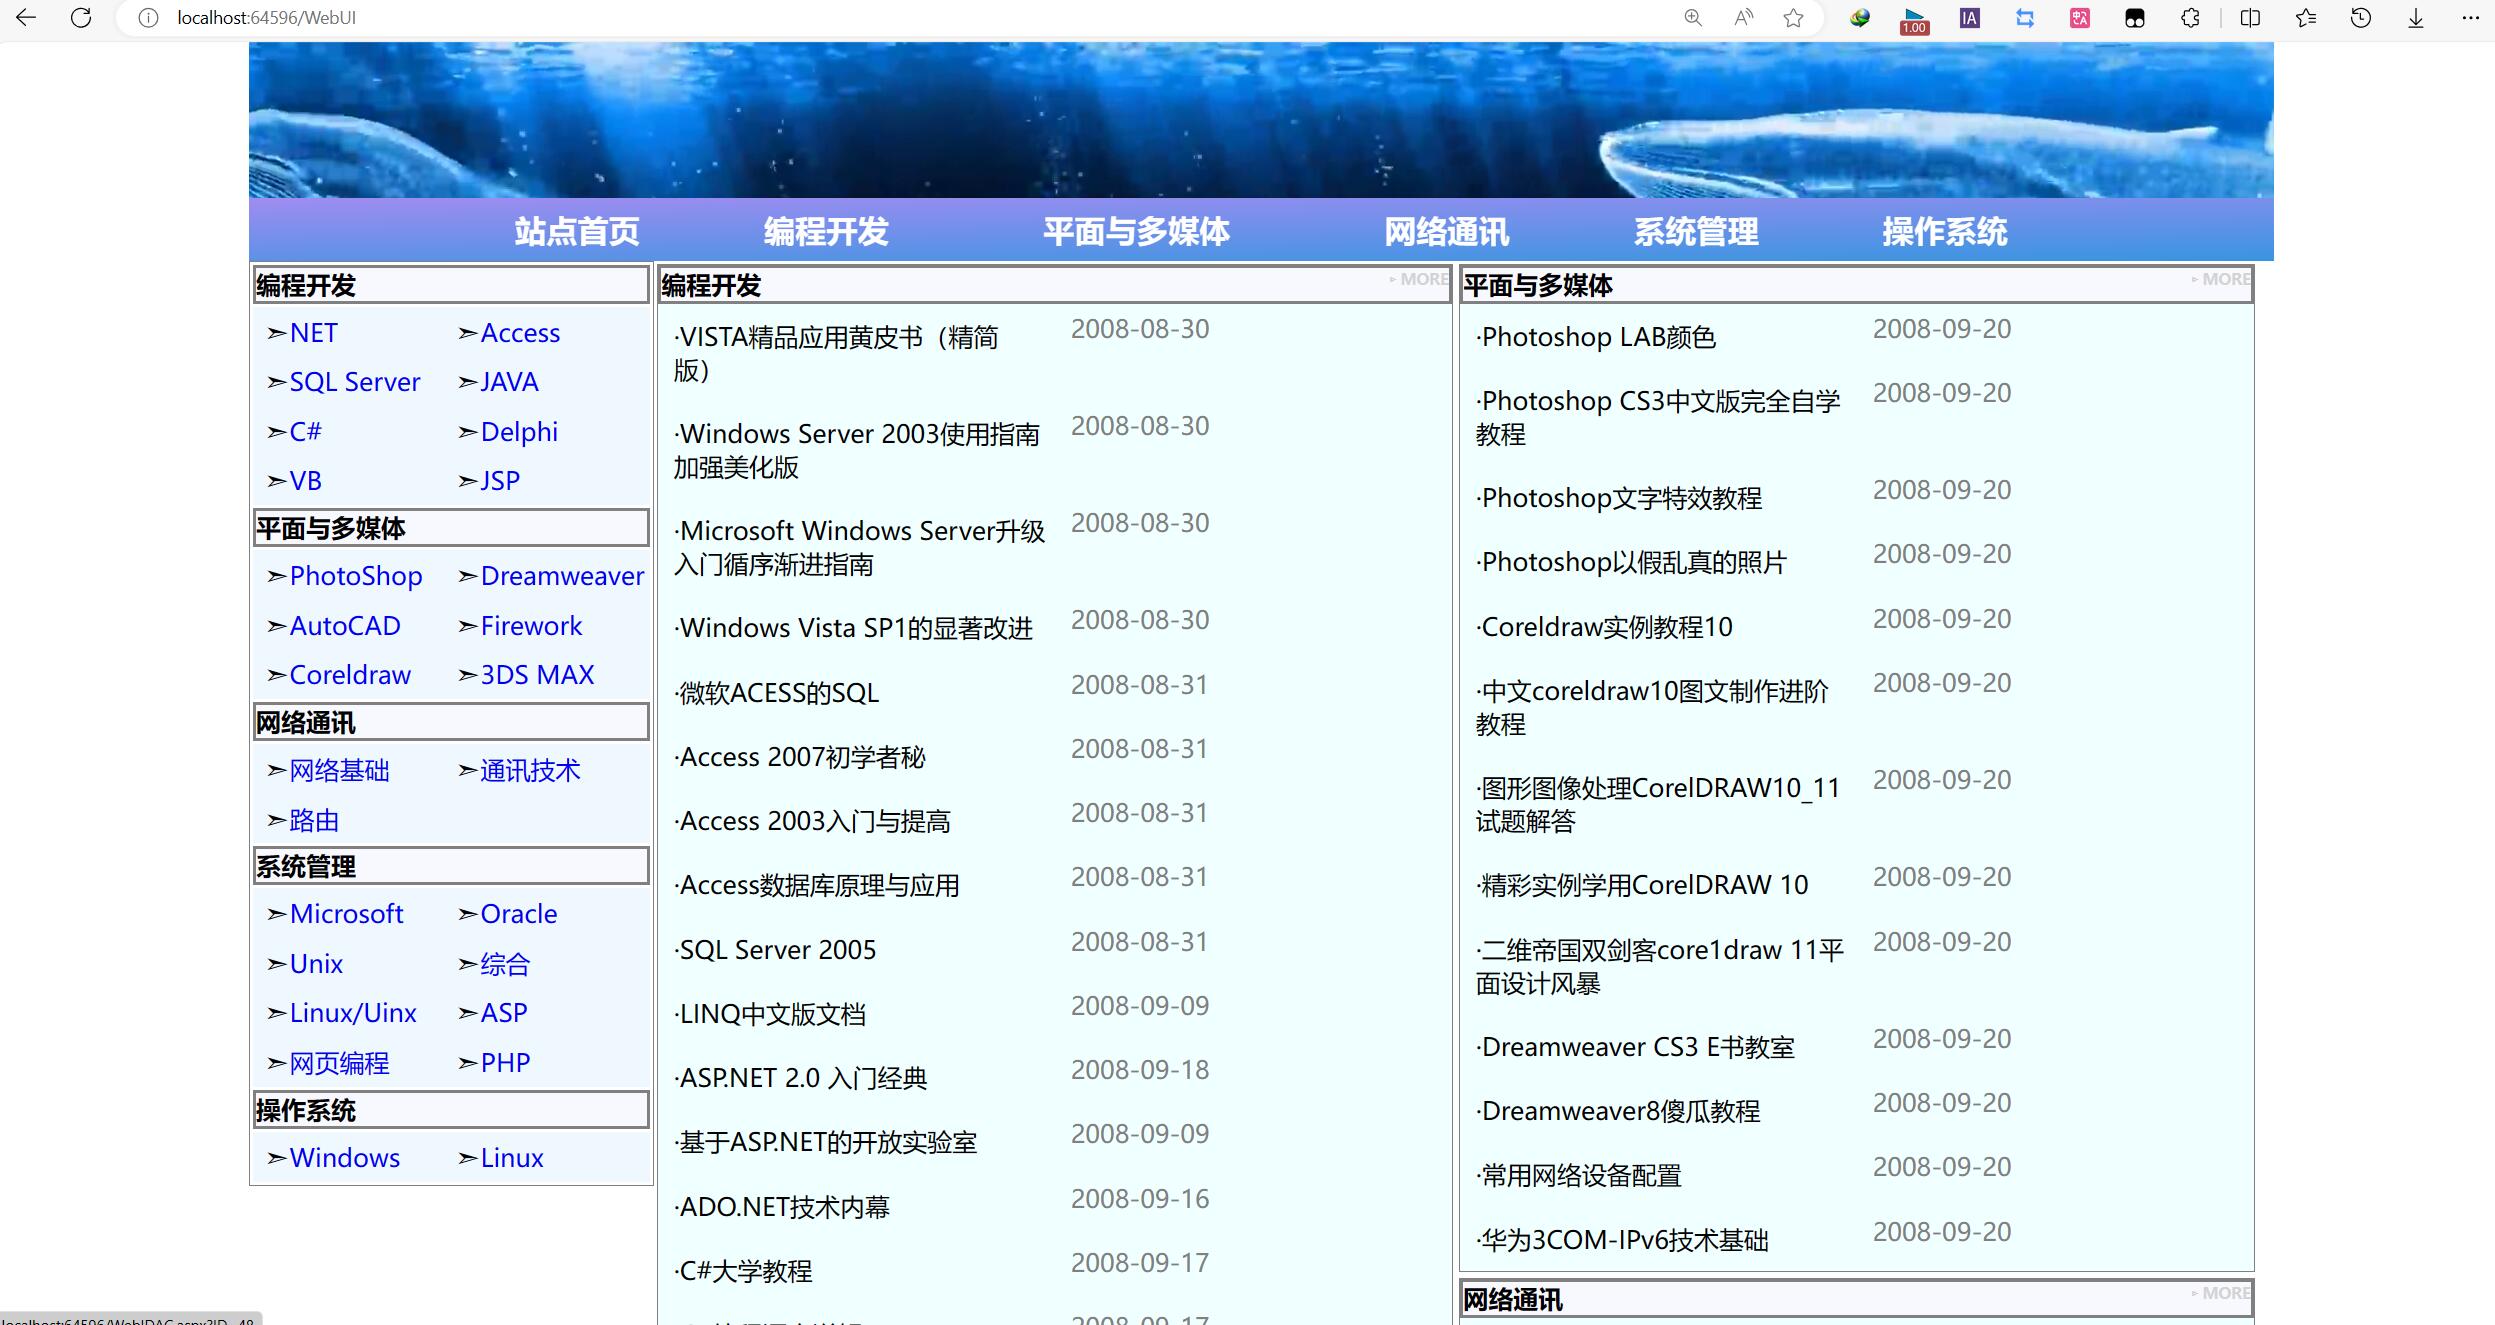 localhost:64596/WebUI
1.00
IA
站点首页 编程开发 平面与多媒体 网络通讯 系统管理 操作系统
编程开发
➣NET ➣Access
➣SQL Server ➣JAVA
➣C# ➣Delphi
➣VB ➣JSP
平面与多媒体
➣PhotoShop ➣Dreamweaver
➣AutoCAD ➣Firework
➣Coreldraw ➣3DS MAX
网络通讯
➣网络基础 ➣通讯技术
➣路由
系统管理
➣Microsoft ➣Oracle
➣Unix ➣综合
➣Linux/Uinx ➣ASP
➣网页编程 ➣PHP
操作系统
➣Windows ➣Linux
编程开发 MORE
·VISTA精品应用黄皮书（精简 2008-08-30
版）
·Windows Server 2003使用指南 2008-08-30
加强美化版
·Microsoft Windows Server升级 2008-08-30
入门循序渐进指南
·Windows Vista SP1的显著改进 2008-08-30
·微软ACESS的SQL 2008-08-31
·Access 2007初学者秘 2008-08-31
·Access 2003入门与提高 2008-08-31
·Access数据库原理与应用 2008-08-31
·SQL Server 2005 2008-08-31
·LINQ中文版文档 2008-09-09
·ASP.NET 2.0 入门经典 2008-09-18
·基于ASP.NET的开放实验室 2008-09-09
·ADO.NET技术内幕 2008-09-16
·C#大学教程 2008-09-17
2008-09-17
平面与多媒体 MORE
·Photoshop LAB颜色 2008-09-20
·Photoshop CS3中文版完全自学 2008-09-20
教程
·Photoshop文字特效教程 2008-09-20
·Photoshop以假乱真的照片 2008-09-20
·Coreldraw实例教程10 2008-09-20
·中文coreldraw10图文制作进阶 2008-09-20
教程
·图形图像处理CorelDRAW10_11 2008-09-20
试题解答
·精彩实例学用CorelDRAW 10 2008-09-20
·二维帝国双剑客core1draw 11平 2008-09-20
面设计风暴
·Dreamweaver CS3 E书教室 2008-09-20
·Dreamweaver8傻瓜教程 2008-09-20
·常用网络设备配置 2008-09-20
·华为3COM-IPv6技术基础 2008-09-20
网络通讯 MORE